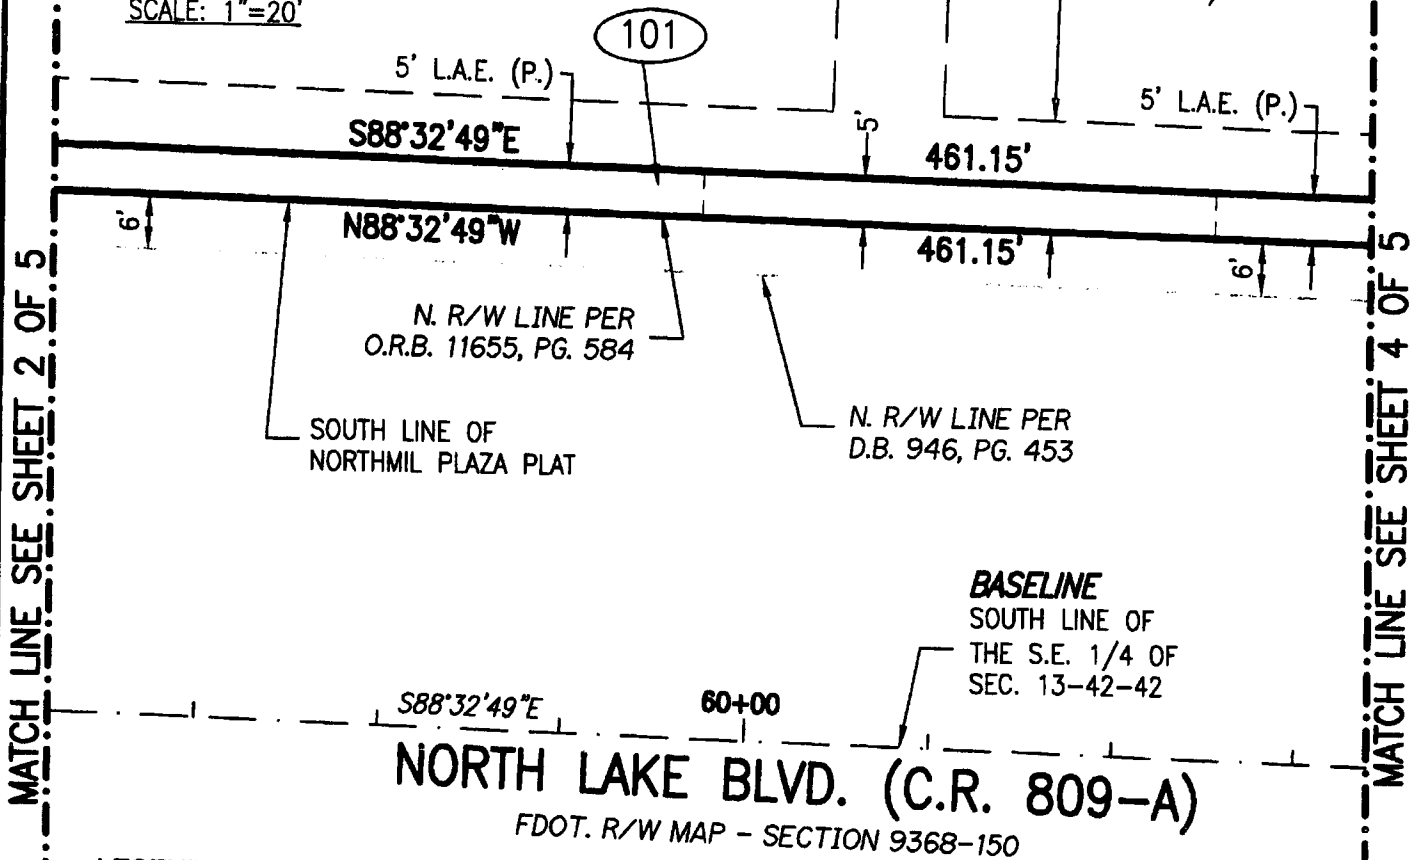 SCALE: 1"=20'
101
5' L.A.E. (P.)
5' L.A.E. (P.)
5'
S88°32'49"E
461.15'
6'
N88°32'49"W
461.15'
6'
N. R/W LINE PER
O.R.B. 11655, PG. 584
SOUTH LINE OF
NORTHMIL PLAZA PLAT
N. R/W LINE PER
D.B. 946, PG. 453
MATCH LINE SEE SHEET 2 OF 5
MATCH LINE SEE SHEET 4 OF 5
BASELINE
SOUTH LINE OF
THE S.E. 1/4 OF
SEC. 13-42-42
S88°32'49"E
60+00
NORTH LAKE BLVD. (C.R. 809-A)
FDOT. R/W MAP - SECTION 9368-150